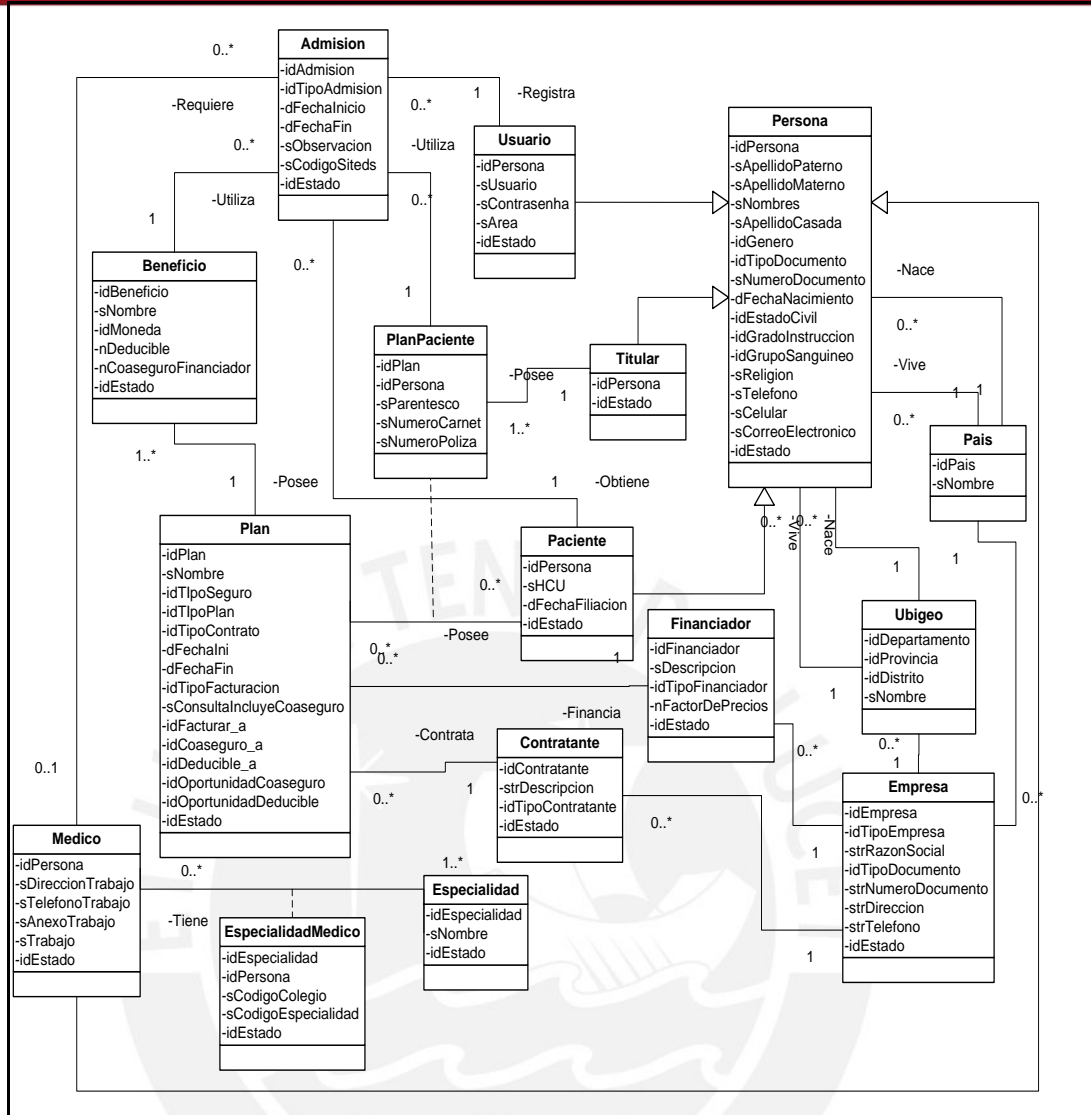 Admision
-idAdmision
-idTipoAdmision
-dFechaInicio
-dFechaFin
-sObservacion
-sCodigoSiteds
-idEstado
0..*
-Requiere
0..*
-Utiliza
1
0..*
-Utiliza
0..*
1
-Registra
Usuario
-idPersona
-sUsuario
-sContrasenha
-sArea
-idEstado
Persona
-idPersona
-sApellidoPaterno
-sApellidoMaterno
-sNombres
-sApellidoCasada
-idGenero
-idTipoDocumento
-sNumeroDocumento
-dFechaNacimiento
-idEstadoCivil
-idGradoInstruccion
-idGrupoSanguineo
-sReligion
-sTelefono
-sCelular
-sCorreoElectronico
-idEstado
Beneficio
-idBeneficio
-sNombre
-idMoneda
-nDeducible
-nCoaseguroFinanciador
-idEstado
0..*
1
PlanPaciente
-idPlan
-idPersona
-sParentesco
-sNumeroCarnet
-sNumeroPoliza
-Posee
1
1..*
Titular
-idPersona
-idEstado
-Nace
0..*
-Vive
1
1
0..*
Pais
-idPais
-sNombre
1..*
1
-Posee
1
-Obtiene
Plan
-idPlan
-sNombre
-idTIpoSeguro
-idTIpoPlan
-idTipoContrato
-dFechaIni
-dFechaFin
-idTipoFacturacion
-sConsultaIncluyeCoaseguro
-idFacturar_a
-idCoaseguro_a
-idDeducible_a
-idOportunidadCoaseguro
-idOportunidadDeducible
-idEstado
Paciente
-idPersona
-sHCU
-dFechaFiliacion
-idEstado
0..*
-Posee
0..*
0..*
1
0..*
-Vive
0..*
-Nace
1
1
1
Financiador
-idFinanciador
-sDescripcion
-idTipoFinanciador
-nFactorDePrecios
-idEstado
Ubigeo
-idDepartamento
-idProvincia
-idDistrito
-sNombre
-Financia
-Contrata
0..*
1
Contratante
-idContratante
-strDescripcion
-idTipoContratante
-idEstado
0..*
0..*
0..*
1
0..*
Empresa
-idEmpresa
-idTipoEmpresa
-strRazonSocial
-idTipoDocumento
-strNumeroDocumento
-strDireccion
-strTelefono
-idEstado
1
1
0..1
Medico
-idPersona
-sDireccionTrabajo
-sTelefonoTrabajo
-sAnexoTrabajo
-sTrabajo
-idEstado
0..*
-Tiene
1..*
EspecialidadMedico
-idEspecialidad
-idPersona
-sCodigoColegio
-sCodigoEspecialidad
-idEstado
Especialidad
-idEspecialidad
-sNombre
-idEstado